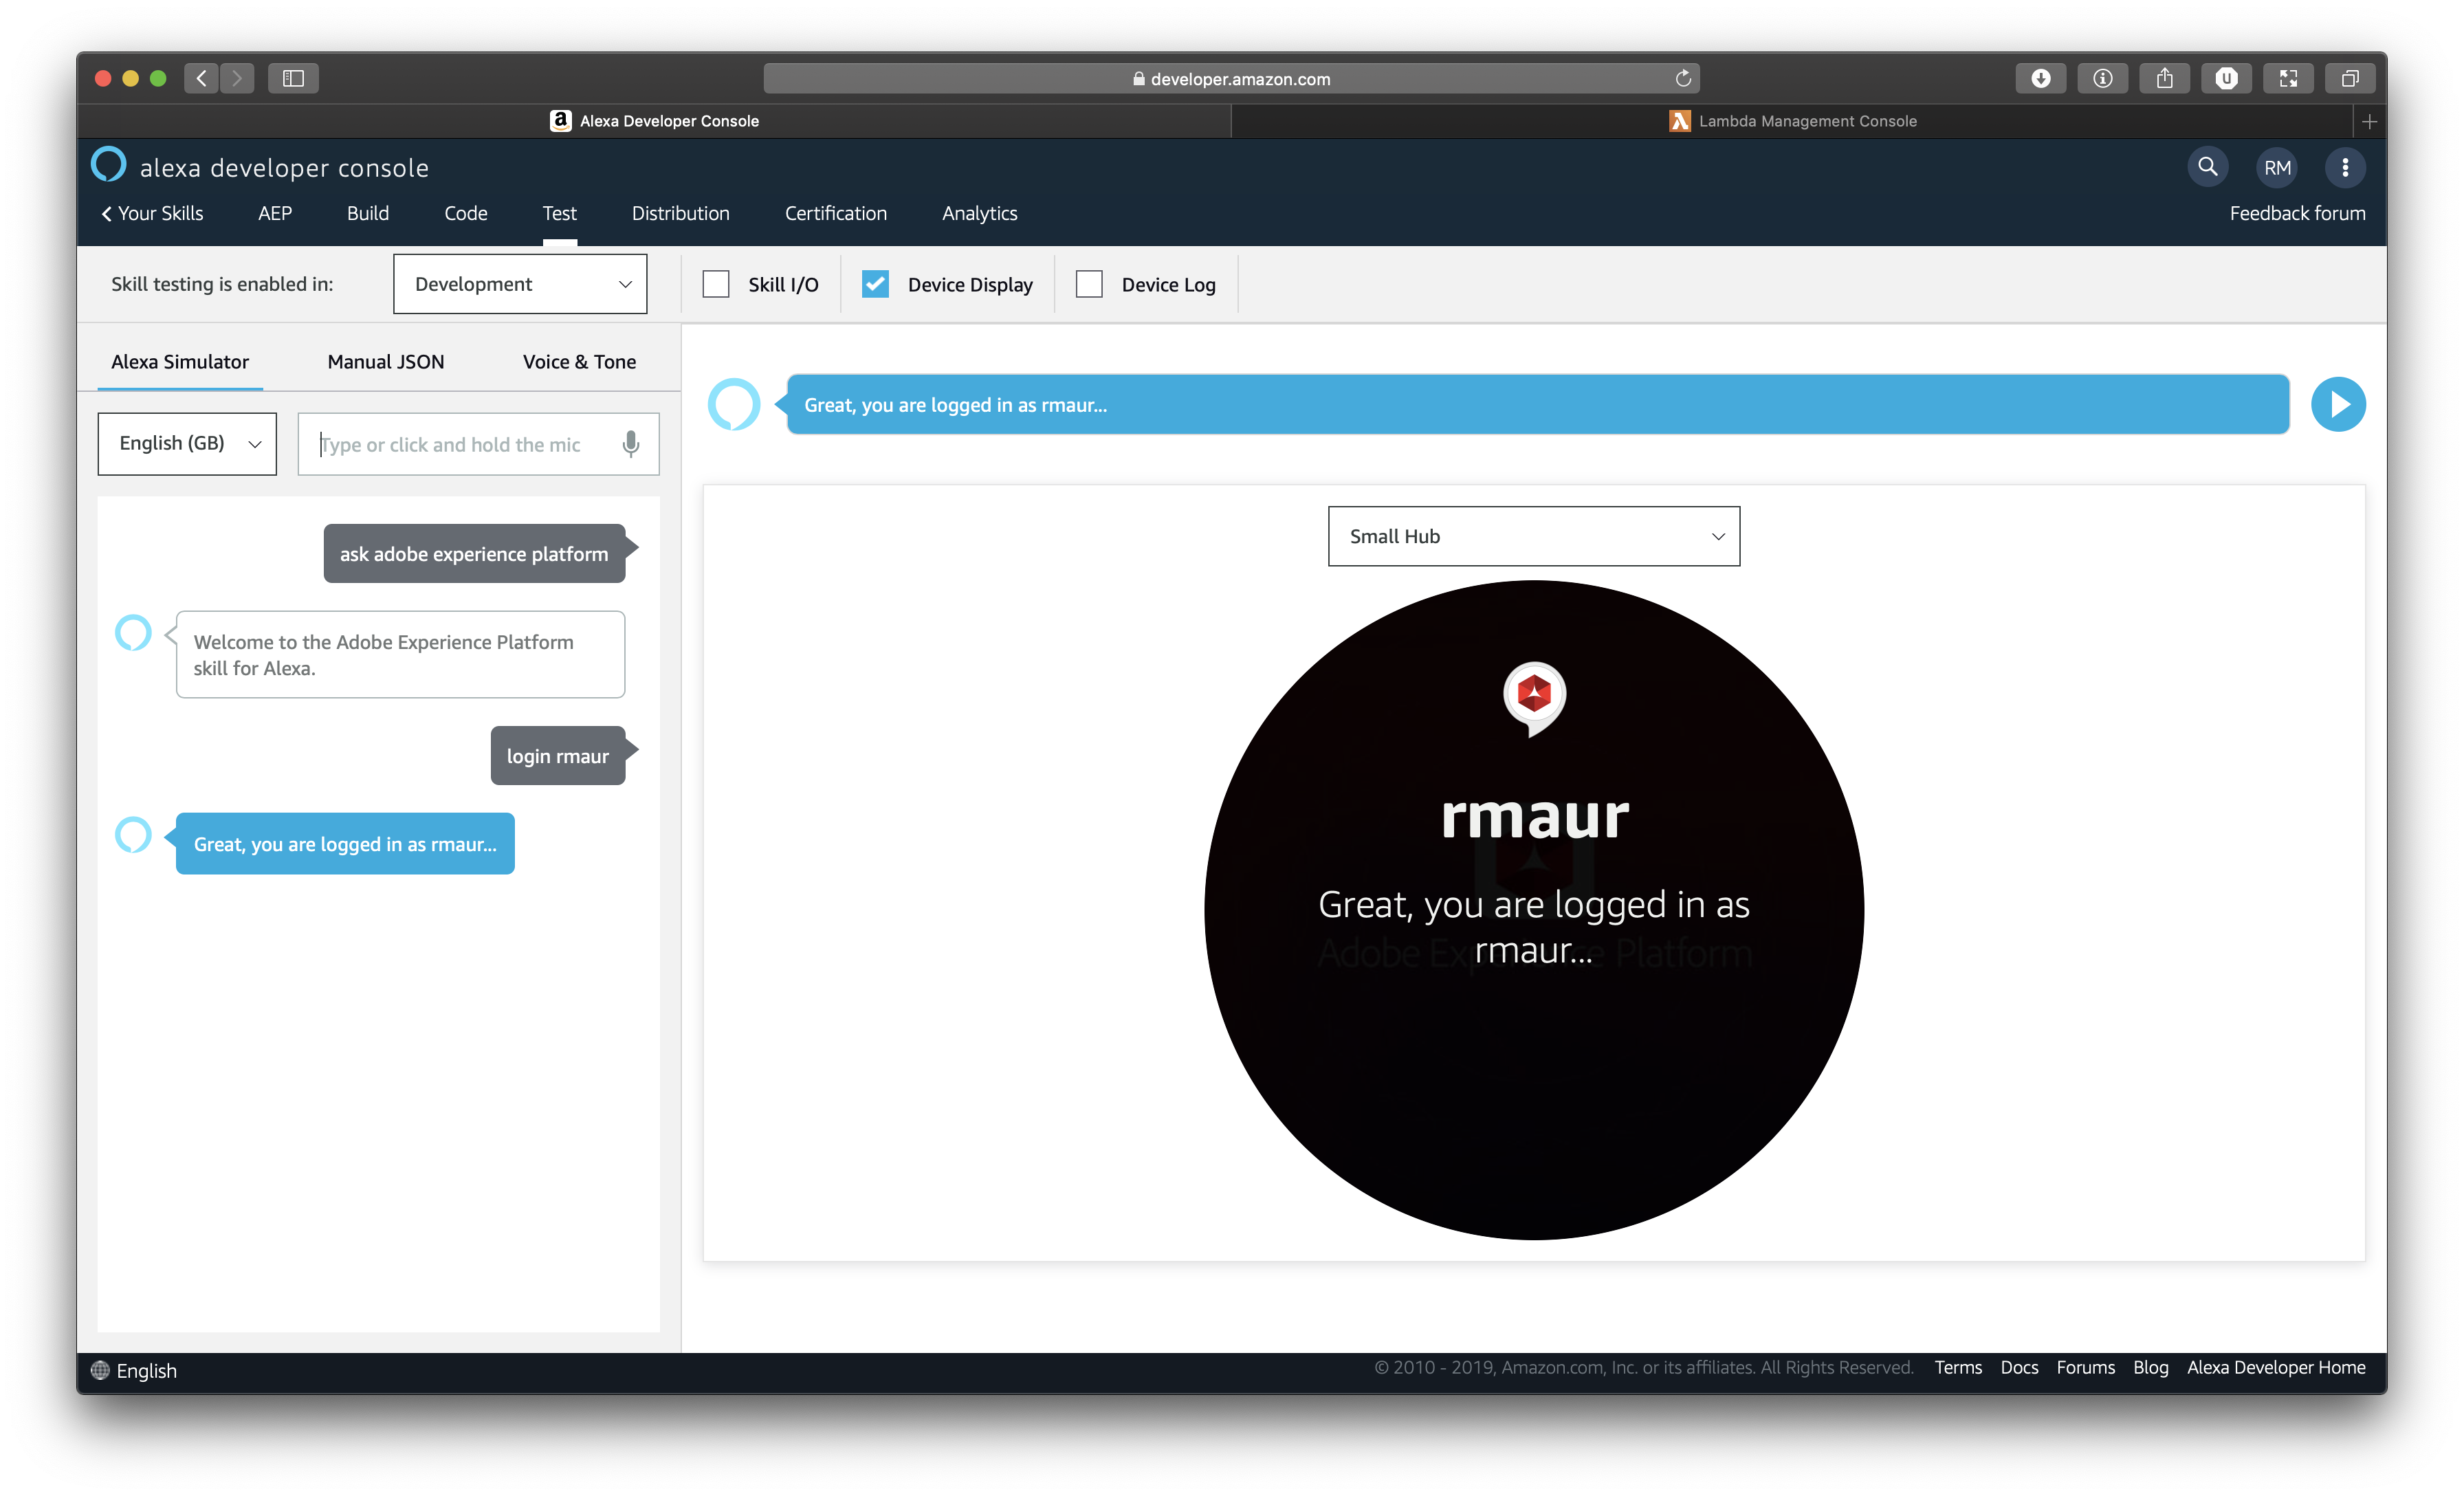 developer.amazon.com
Alexa Developer Console
Lambda Management Console
alexa developer console
RM
Your Skills AEP Build Code Test Distribution Certification Analytics Feedback forum
Skill testing is enabled in: Development Skill I/O Device Display Device Log
Alexa Simulator Manual JSON Voice & Tone
English (GB) Type or click and hold the mic
ask adobe experience platform
Welcome to the Adobe Experience Platform
skill for Alexa.
login rmaur
Great, you are logged in as rmaur...
Great, you are logged in as rmaur...
Small Hub
rmaur
Great, you are logged in as
rmaur...
Adobe Experience Platform
English
© 2010 - 2019, Amazon.com, Inc. or its affiliates. All Rights Reserved. Terms Docs Forums Blog Alexa Developer Home